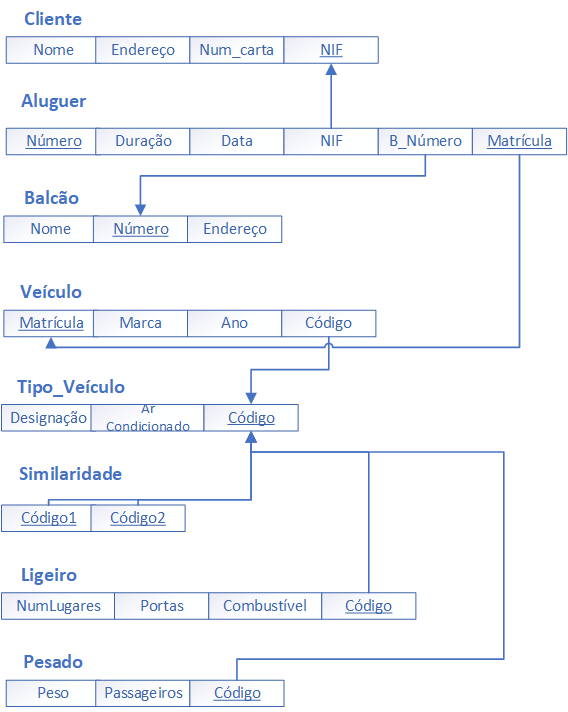 Cliente
Nome Endereço Num_carta NIF
Aluguer
Número Duração Data NIF B_Número Matrícula
Balcão
Nome Número Endereço
Veículo
Matrícula Marca Ano Código
Tipo_Veículo
Designação Ar Condicionado Código
Similaridade
Código1 Código2
Ligeiro
NumLugares Portas Combustível Código
Pesado
Peso Passageiros Código